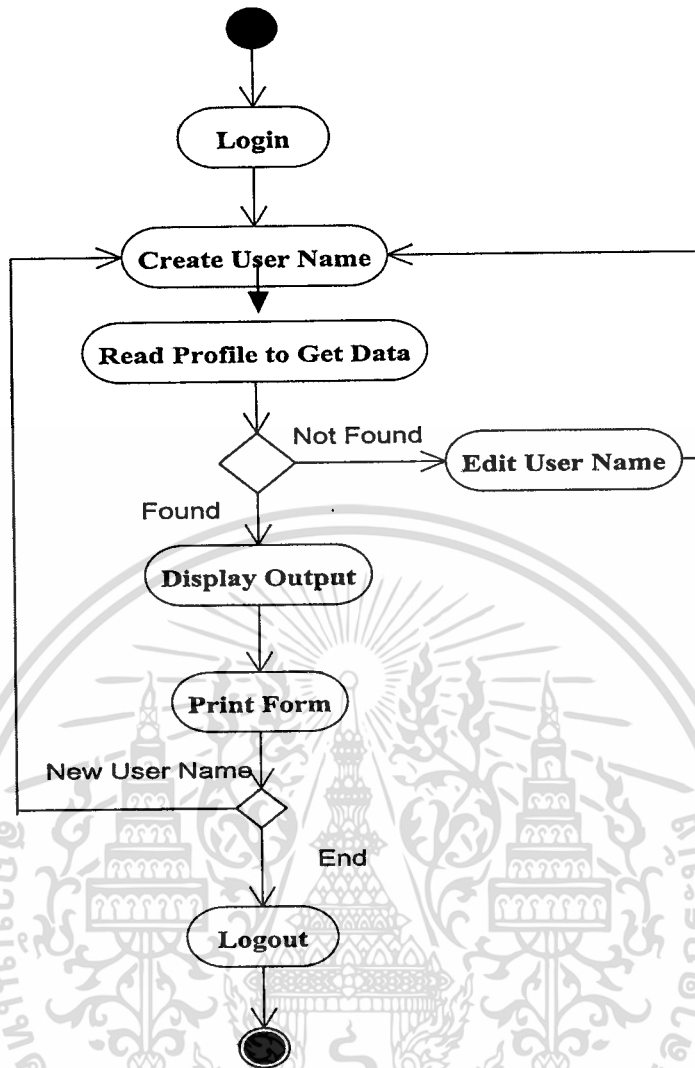 Login
Create User Name
Read Profile to Get Data
Not Found
Edit User Name
Found
Display Output
Print Form
New User Name
End
Logout